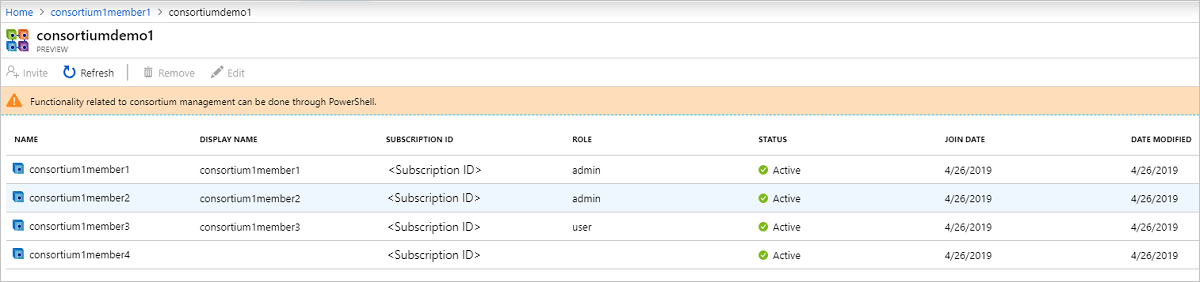 Home > consortium1member1 > consortiumdemo1
consortiumdemo1
PREVIEW
Invite Refresh Remove Edit
Functionality related to consortium management can be done through PowerShell.
NAME DISPLAY NAME SUBSCRIPTION ID ROLE STATUS JOIN DATE DATE MODIFIED
consortium1member1 consortium1member1 <Subscription ID> admin Active 4/26/2019 4/26/2019
consortium1member2 consortium1member2 <Subscription ID> admin Active 4/26/2019 4/26/2019
consortium1member3 consortium1member3 <Subscription ID> user Active 4/26/2019 4/26/2019
consortium1member4 <Subscription ID> Active 4/26/2019 4/26/2019